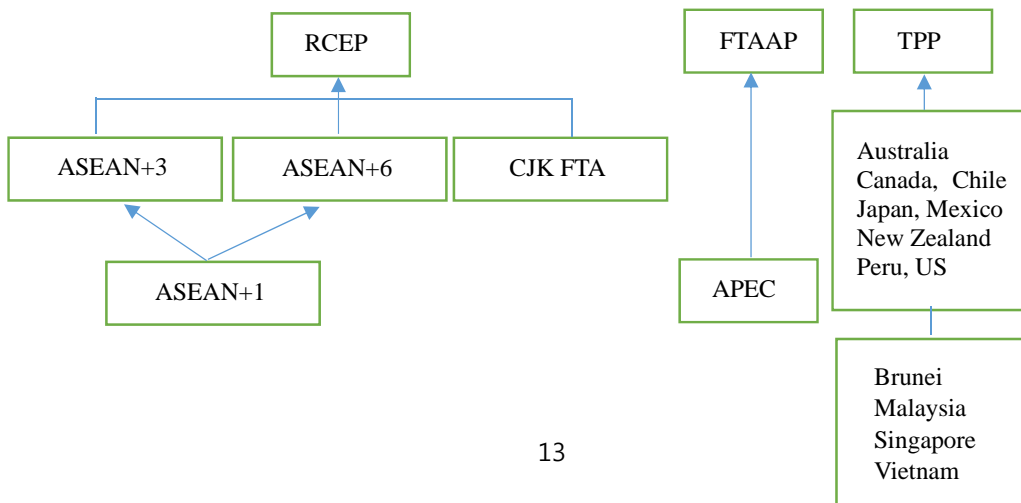 RCEP
FTAAP
TPP
ASEAN+3
ASEAN+6
CJK FTA
Australia
Canada, Chile
Japan, Mexico
New Zealand
Peru, US
ASEAN+1
APEC
Brunei
Malaysia
Singapore
Vietnam
13